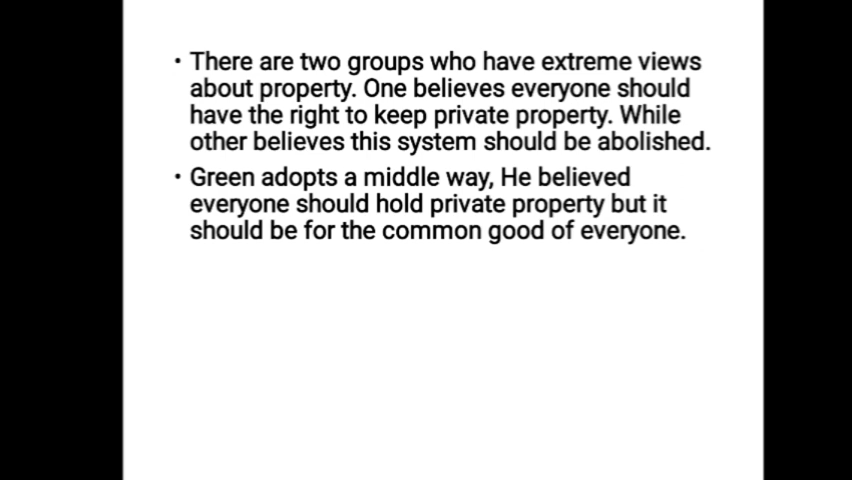 • There are two groups who have extreme views
about property. One believes everyone should
have the right to keep private property. While
other believes this system should be abolished.
• Green adopts a middle way, He believed
everyone should hold private property but it
should be for the common good of everyone.